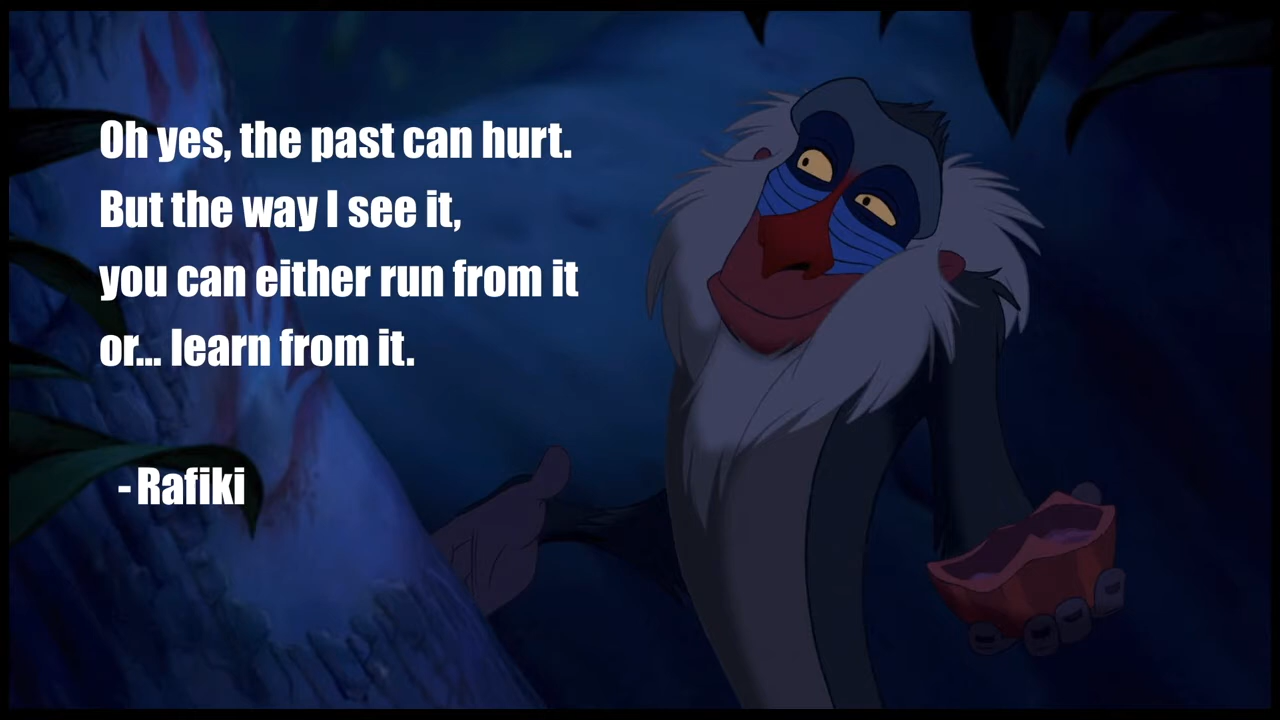 Oh yes, the past can hurt.
But the way I see it,
you can either run from it
or... learn from it.
- Rafiki